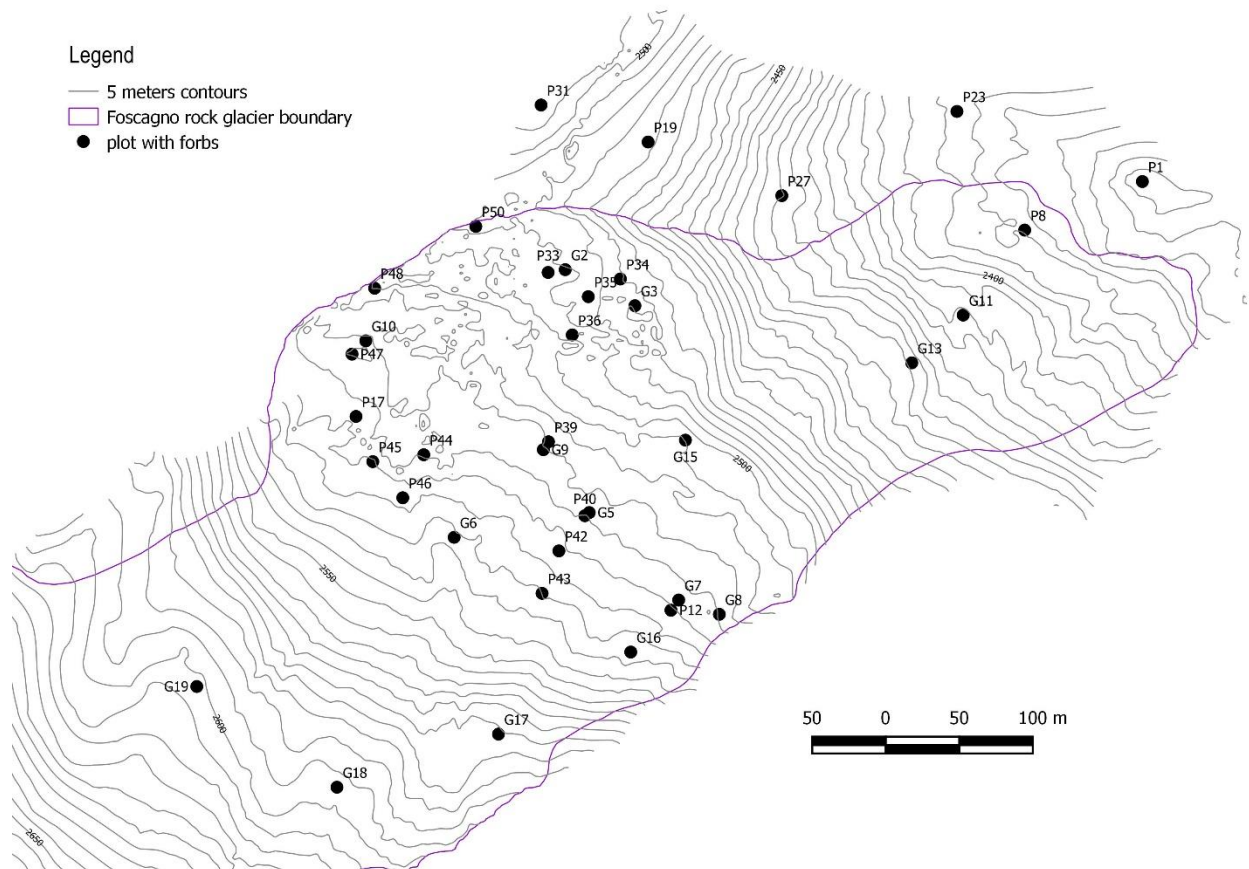 Legend
5 meters contours
Foscagno rock glacier boundary
plot with forbs
2500
2450
P31
P23
P19
P1
P27
P50
P8
P33
G2
P34
P48
2400
P35
G3
G11
P36
G10
P47
G13
P17
P39
P45
P44
G9
G15
2500
P46
P40
G5
G6
P42
2550
P43
G7
P12
G8
G16
G19
2600
G17
G18
2650
50 0 50 100 m